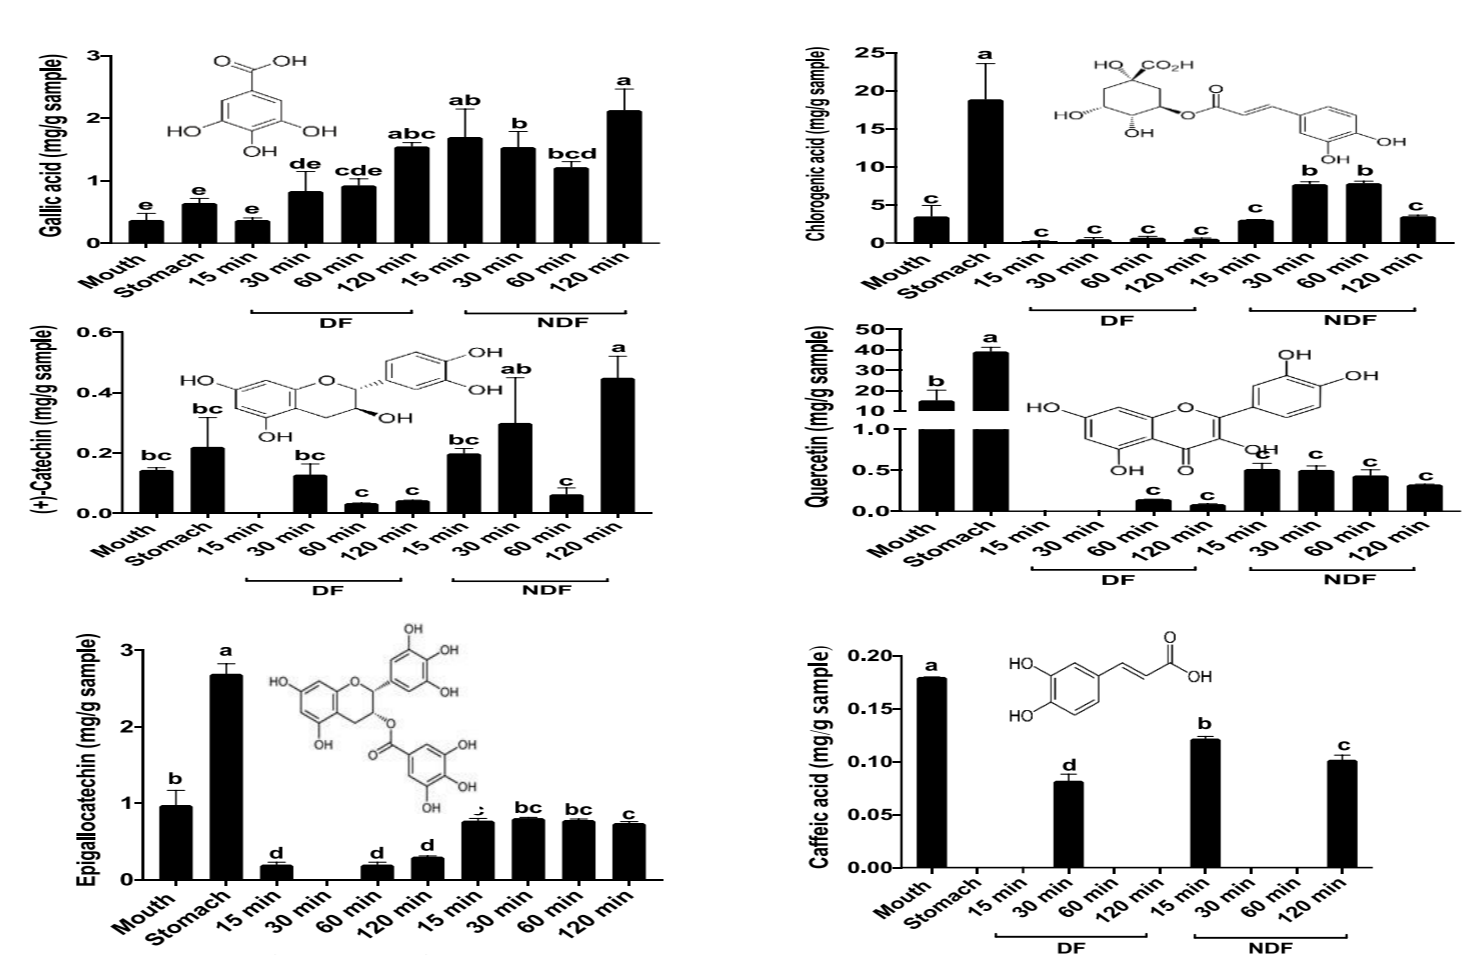 Gallic acid (mg/g sample)
3
2
1
0
O
OH
HO
OH
OH
e
e
e
de
cde
abc
ab
b
bcd
a
Mouth
Stomach
15 min
30 min
60 min
120 min
15 min
30 min
60 min
120 min
DF
NDF
Chlorogenic acid (mg/g sample)
25
20
15
10
5
0
HO
CO₂H
HO
OH
O
O
OH
OH
c
a
c
c
c
c
c
b
b
c
Mouth
Stomach
15 min
30 min
60 min
120 min
15 min
30 min
60 min
120 min
DF
NDF
(+)-Catechin (mg/g sample)
0.6
0.4
0.2
0.0
HO
O
OH
OH
OH
OH
bc
bc
bc
c
c
bc
ab
c
a
Mouth
Stomach
15 min
30 min
60 min
120 min
15 min
30 min
60 min
120 min
DF
NDF
Quercetin (mg/g sample)
50
40
30
20
10
1.0
0.5
0.0
HO
O
OH
OH
OH
OH
O
b
a
c
c
c
c
c
c
Mouth
Stomach
15 min
30 min
60 min
120 min
15 min
30 min
60 min
120 min
DF
NDF
Epigallocatechin (mg/g sample)
3
2
1
0
OH
OH
OH
HO
O
OH
O
O
OH
OH
OH
b
a
d
d
d
bc
bc
c
Mouth
Stomach
15 min
30 min
60 min
120 min
15 min
30 min
60 min
120 min
Caffeic acid (mg/g sample)
0.20
0.15
0.10
0.05
0.00
HO
HO
O
OH
a
d
b
c
Mouth
Stomach
15 min
30 min
60 min
120 min
15 min
30 min
60 min
120 min
DF
NDF